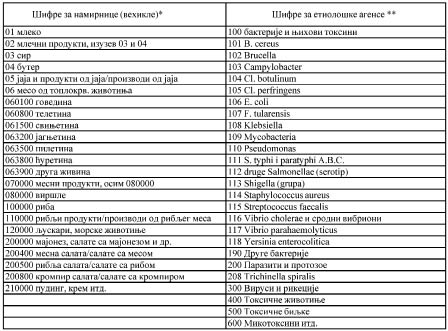 Шифре за намирнице (вехикле)* Шифре за етиолошке агенсе **
01 млеко 100 бактерије и њихови токсини
02 млечни продукти, изузев 03 и 04 101 B. cereus
03 сир 102 Brucella
04 бутер 103 Campylobacter
05 јаја и продукти од јаја/производи од јаја 104 Cl. botulinum
06 месо од топлокрв. животиња 105 Cl. perfringens
060100 говедина 106 E. coli
060800 телетина 107 F. tularensis
061500 свињетина 108 Klebsiella
063200 јагњетина 109 Mycobacteria
063500 пилетина 110 Pseudomonas
063800 ћуретина 111 S. typhi i paratyphi A.B.C.
063900 друга живина 112 druge Salmonellae (serotip)
070000 месни продукти, осим 080000 113 Shigella (grupa)
080000 виршле 114 Staphylococcus aureus
100000 риба 115 Streptococcus faecalis
110000 рибљи продукти/производи од рибљег меса 116 Vibrio cholerae и сродни вибриони
120000 љускари, морске животиње 117 Vibrio parahaemolyticus
200000 мајонез, салате са мајонезом и др. 118 Yersinia enterocolitica
200400 месна салата/салате са месом 190 Друге бактерије
200500 рибља салата/салате са рибом 200 Паразити и протозое
200800 кромпир салата/салате са кромпиром 208 Trichinella spiralis
210000 пудинг, крем итд. 300 Вируси и рикеције
400 Токсичне животиње
500 Токсичне биљке
600 Микотоксини итд.